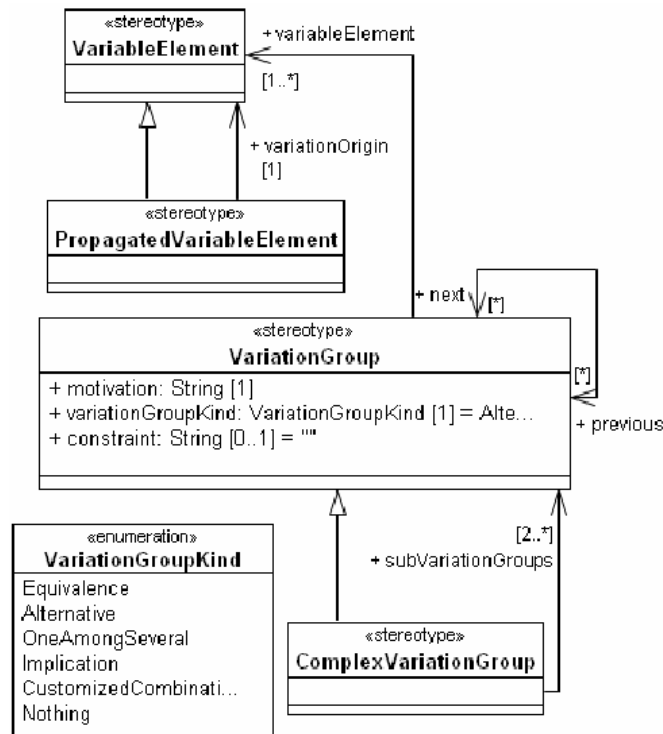 «stereotype»
VariableElement
+ variableElement
[1..*]
+ variationOrigin
[1]
«stereotype»
PropagatedVariableElement
+ next
[*]
«stereotype»
VariationGroup
+ motivation: String [1]
+ variationGroupKind: VariationGroupKind [1] = Alte...
+ constraint: String [0..1] = ""
[*]
+ previous
[2..*]
+ subVariationGroups
«enumeration»
VariationGroupKind
Equivalence
Alternative
OneAmongSeveral
Implication
CustomizedCombinati...
Nothing
«stereotype»
ComplexVariationGroup